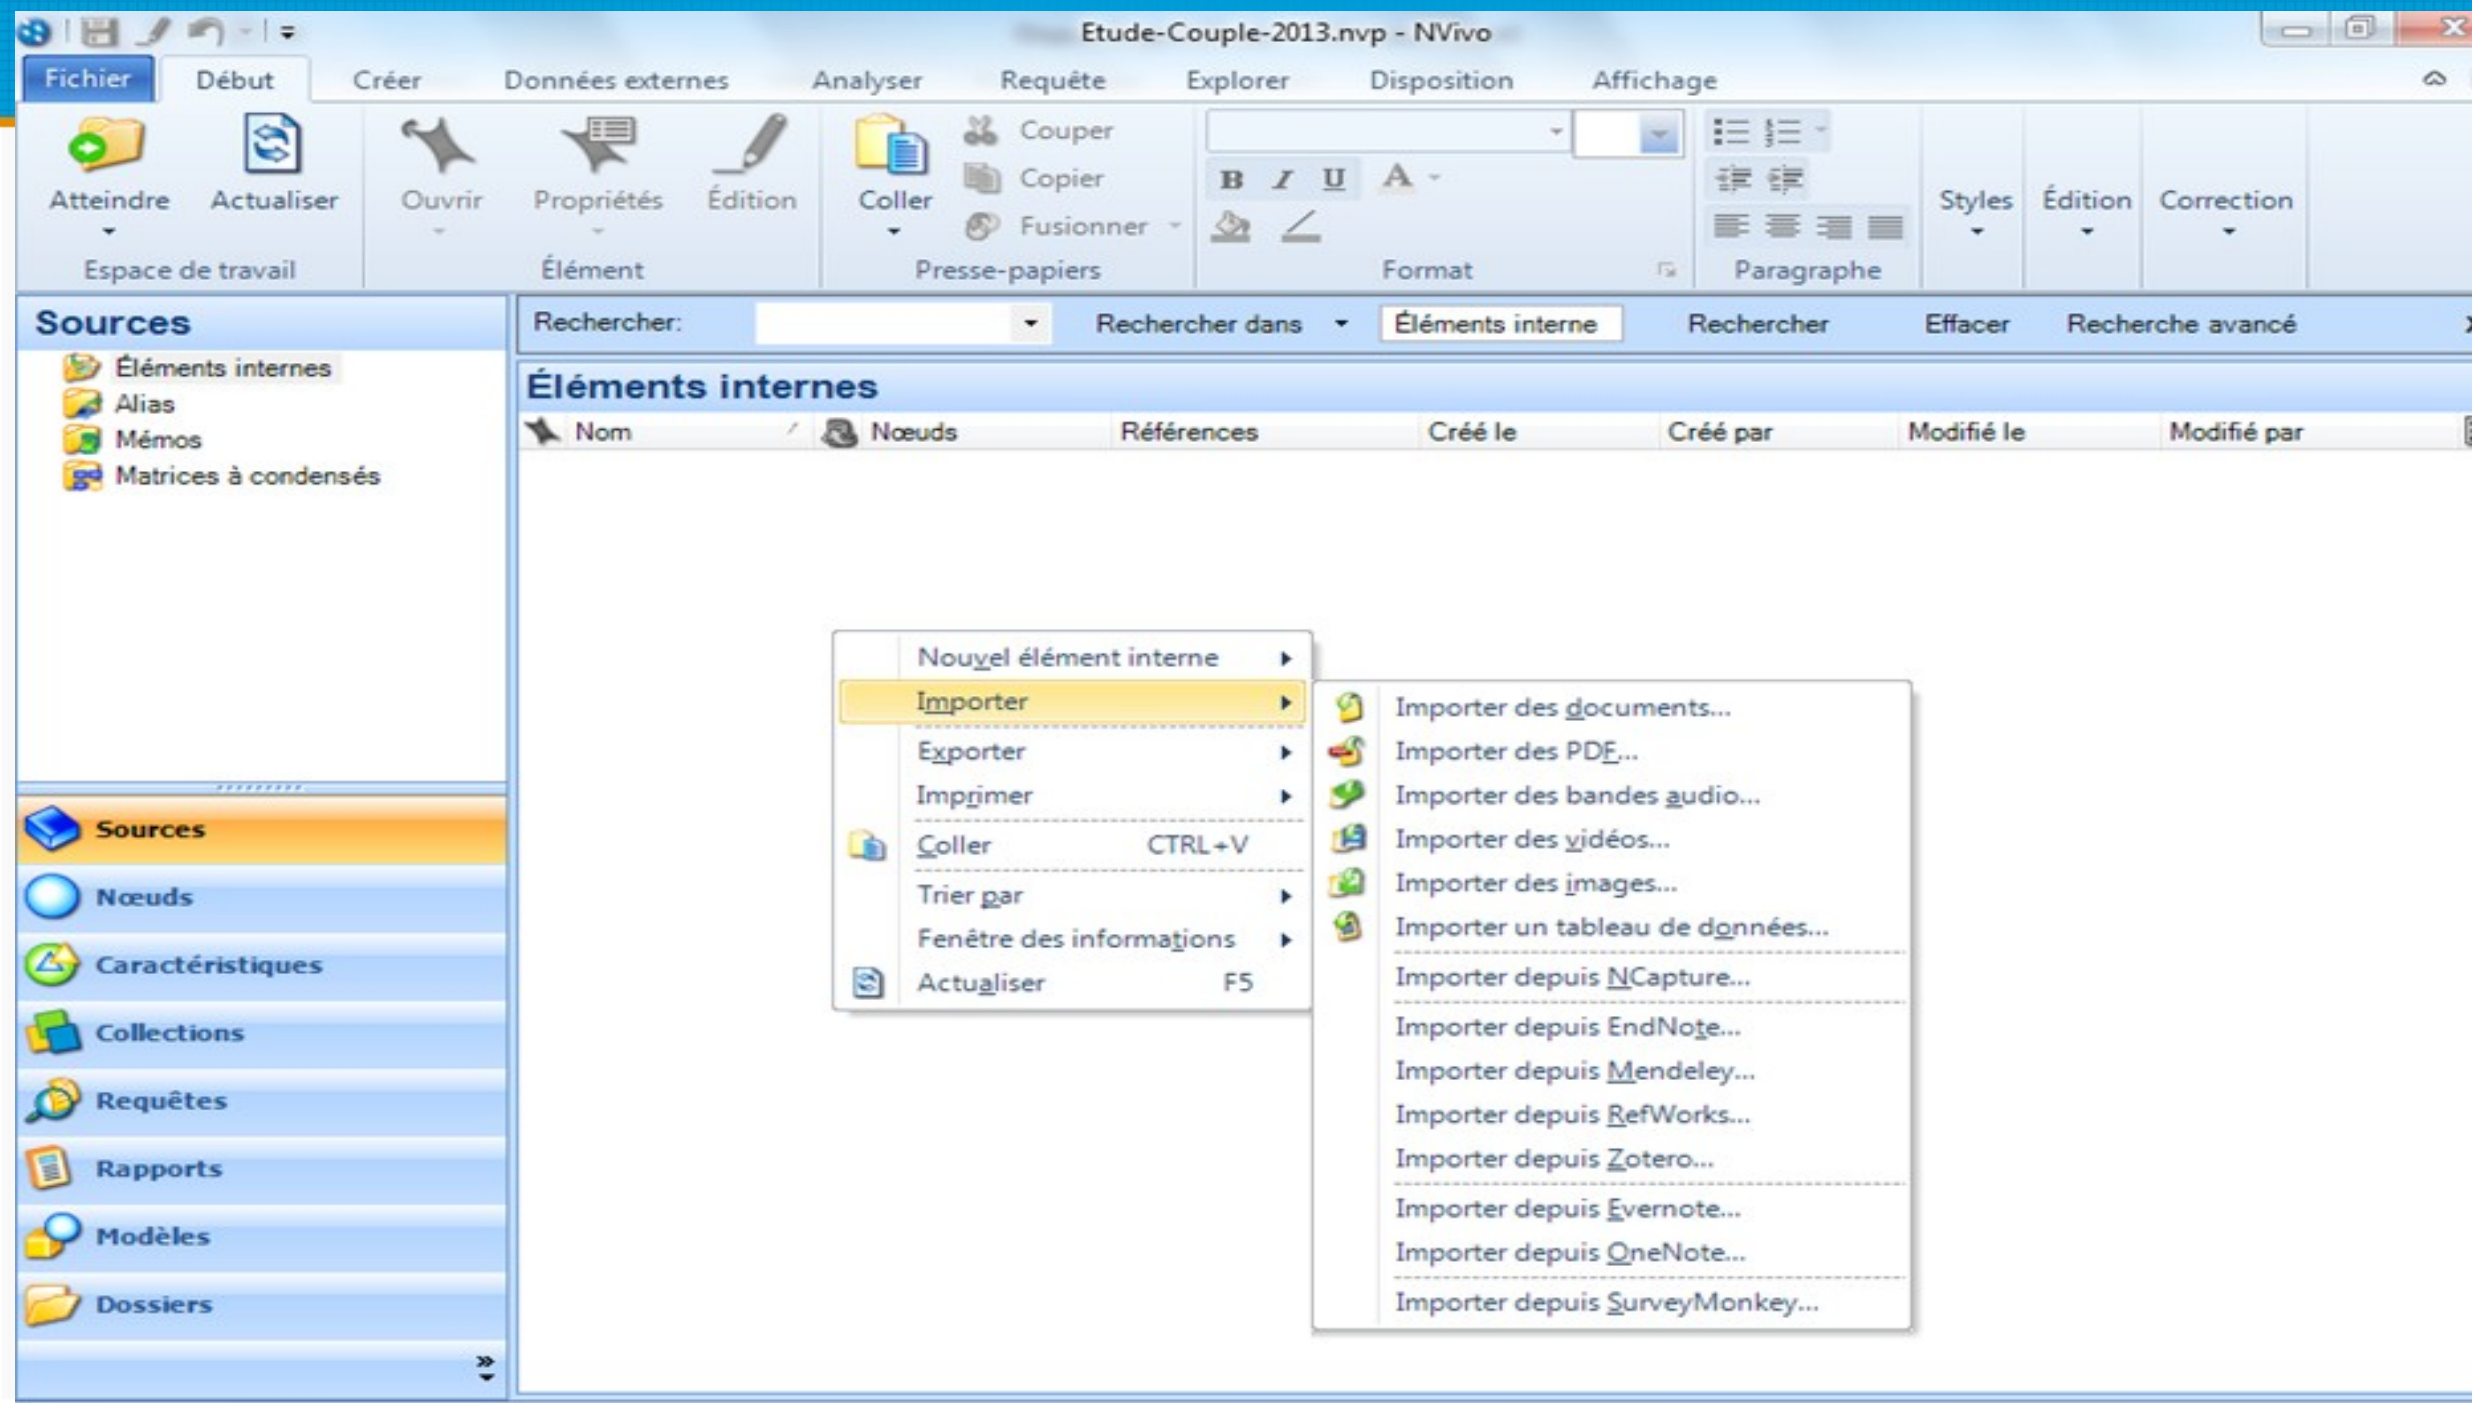 Etude-Couple-2013.nvp - NVivo
Fichier Début Créer Données externes Analyser Requête Explorer Disposition Affichage
Couper
Copier
B I U A
Atteindre Actualiser Ouvrir Propriétés Édition Coller Styles Édition Correction
Fusionner
Espace de travail Élément Presse-papiers Format Paragraphe
Sources
Rechercher: Rechercher dans Éléments interne Rechercher Effacer Recherche avancé
Éléments internes
Alias
Mémos
Matrices à condensés
Éléments internes
Nom Nœuds Références Créé le Créé par Modifié le Modifié par
Nouvel élément interne
Importer
Exporter
Imprimer
Coller CTRL+V
Trier par
Fenêtre des informations
Actualiser F5
Importer des documents...
Importer des PDF...
Importer des bandes audio...
Importer des vidéos...
Importer des images...
Importer un tableau de données...
Importer depuis NCapture...
Importer depuis EndNote...
Importer depuis Mendeley...
Importer depuis RefWorks...
Importer depuis Zotero...
Importer depuis Evernote...
Importer depuis OneNote...
Importer depuis SurveyMonkey...
Sources
Nœuds
Caractéristiques
Collections
Requêtes
Rapports
Modèles
Dossiers